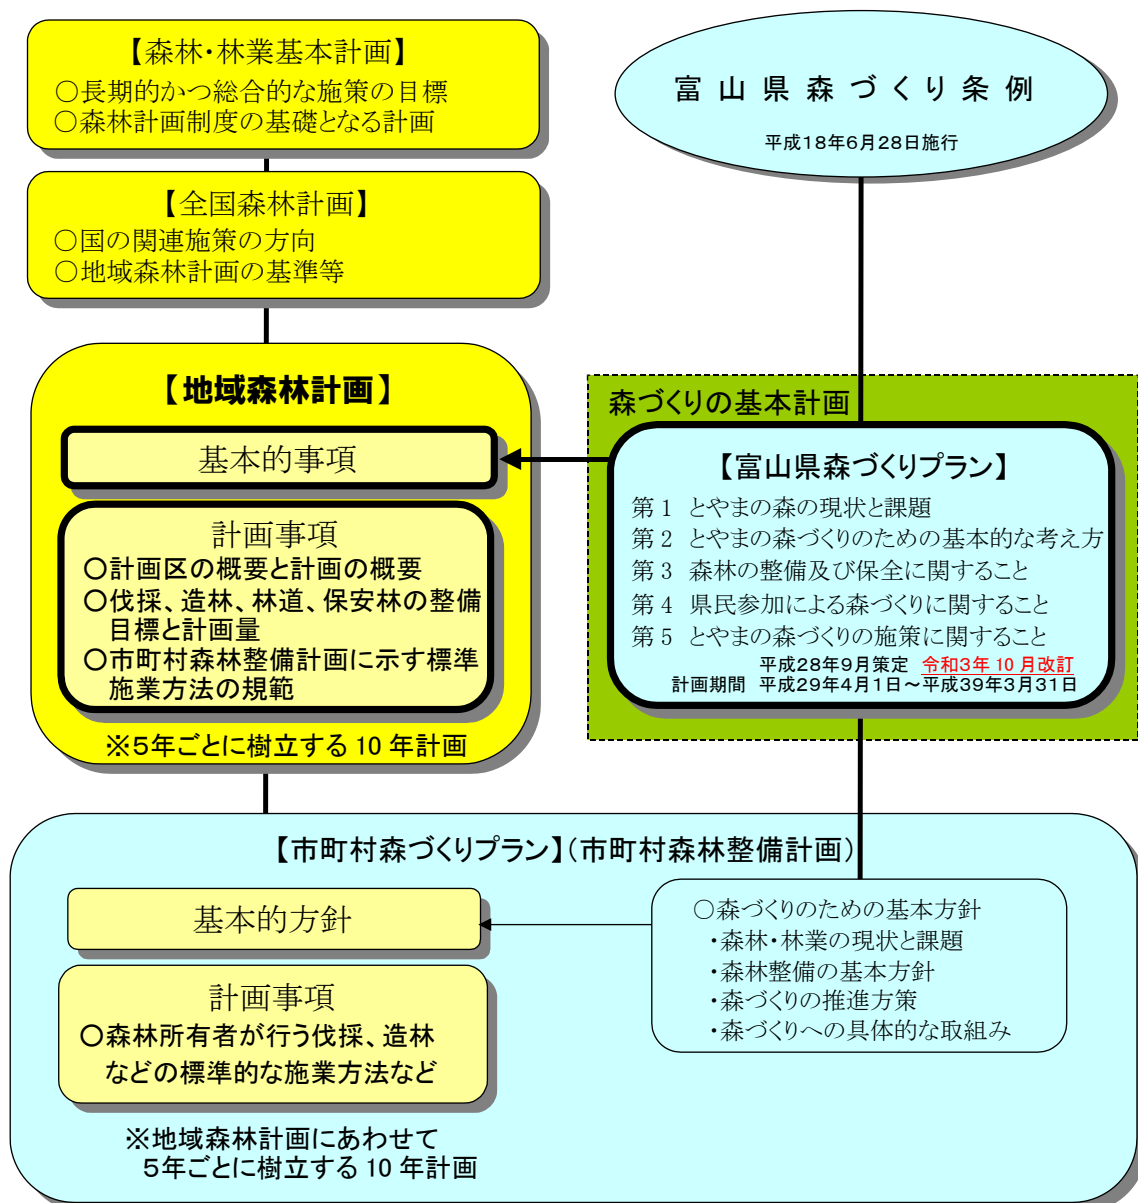 【森林・林業基本計画】
○長期的かつ総合的な施策の目標
○森林計画制度の基礎となる計画
【全国森林計画】
○国の関連施策の方向
○地域森林計画の基準等
【地域森林計画】
基本的事項
計画事項
○計画区の概要と計画の概要
○伐採、造林、林道、保安林の整備
目標と計画量
○市町村森林整備計画に示す標準
施業方法の規範
※5年ごとに樹立する 10 年計画
富山県森づくり条例
平成18年6月28日施行
森づくりの基本計画
【富山県森づくりプラン】
第1 とやまの森の現状と課題
第2 とやまの森づくりのための基本的な考え方
第3 森林の整備及び保全に関すること
第4 県民参加による森づくりに関すること
第5 とやまの森づくりの施策に関すること
平成28年9月策定 令和3年 10 月改訂
計画期間 平成29年4月1日～平成39年3月31日
【市町村森づくりプラン】(市町村森林整備計画)
基本的方針
計画事項
○森林所有者が行う伐採、造林
などの標準的な施業方法など
※地域森林計画にあわせて
5年ごとに樹立する 10 年計画
○森づくりのための基本方針
・森林・林業の現状と課題
・森林整備の基本方針
・森づくりの推進方策
・森づくりへの具体的な取組み